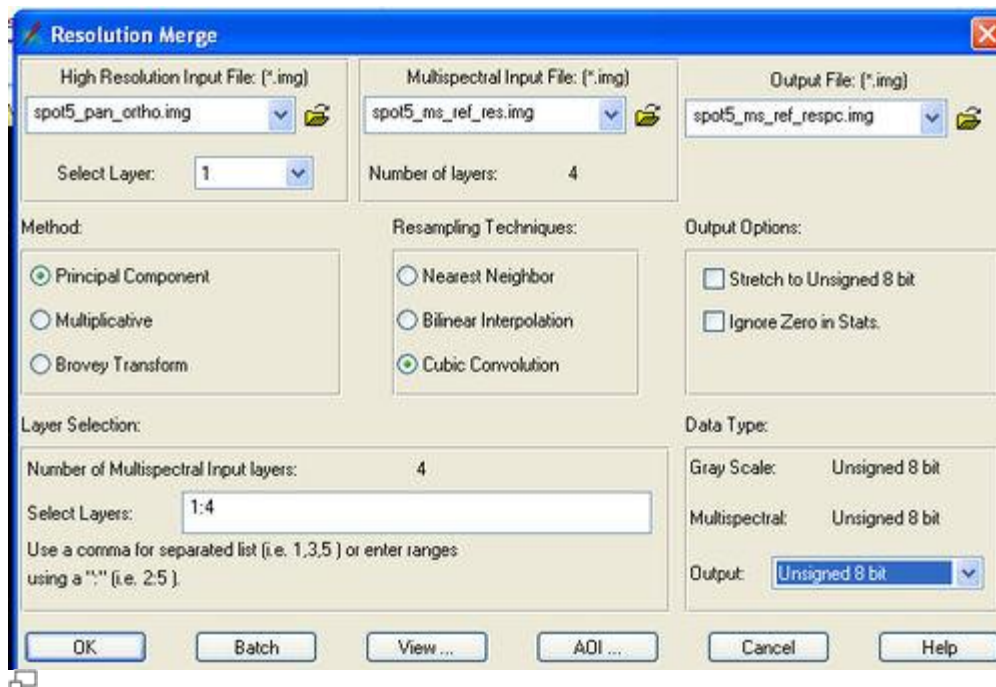 Resolution Merge
High Resolution Input File: (*.img)
spot5_pan_ortho.img
Select Layer: 1
Multispectral Input File: (*.img)
spot5_ms_ref_res.img
Number of layers: 4
Output File: (*.img)
spot5_ms_ref_respc.img
Method:
Principal Component
Multiplicative
Brovey Transform
Resampling Techniques:
Nearest Neighbor
Bilinear Interpolation
Cubic Convolution
Output Options:
Stretch to Unsigned 8 bit
Ignore Zero in Stats.
Layer Selection:
Number of Multispectral Input layers: 4
Select Layers: 1:4
Use a comma for separated list (i.e. 1,3,5 ) or enter ranges
using a ":" (i.e. 2:5 ).
Data Type:
Gray Scale: Unsigned 8 bit
Multispectral: Unsigned 8 bit
Output: Unsigned 8 bit
OK Batch View ... AOI ... Cancel Help